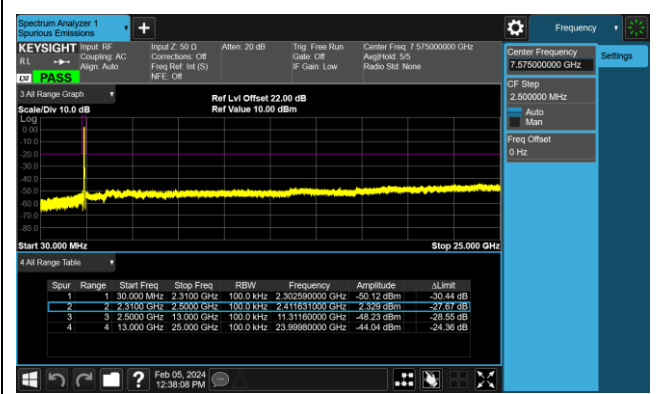 Spectrum Analyzer 1
Spurious Emissions
Frequency
KEYSIGHT
RL
LXI
PASS
Input: RF
Coupling: AC
Align: Auto
Input Z: 50 Ω
Corrections: Off
Freq Ref: Int (S)
NFE: Off
Atten: 20 dB
Trig: Free Run
Gate: Off
IF Gain: Low
Center Freq: 7.575000000 GHz
Avg|Hold: 5/5
Radio Std: None
Center Frequency
7.575000000 GHz
Settings
CF Step
2.500000 MHz
Auto
Man
Freq Offset
0 Hz
3 All Range Graph
Scale/Div 10.0 dB
Ref Lvl Offset 22.00 dB
Ref Value 10.00 dBm
Log
0.00
-10.0
-20.0
-30.0
-40.0
-50.0
-60.0
-70.0
-80.0
Start 30.000 MHz
Stop 25.000 GHz
4 All Range Table
Spur Range Start Freq Stop Freq RBW Frequency Amplitude ΔLimit
1 1 30.000 MHz 2.3100 GHz 100.0 kHz 2.302590000 GHz -50.12 dBm -30.44 dB
2 2 2.3100 GHz 2.5000 GHz 100.0 kHz 2.411631000 GHz 2.329 dBm -27.67 dB
3 3 2.5000 GHz 13.000 GHz 100.0 kHz 11.31160000 GHz -48.23 dBm -28.55 dB
4 4 13.000 GHz 25.000 GHz 100.0 kHz 23.99980000 GHz -44.04 dBm -24.36 dB
Feb 05, 2024
12:38:08 PM